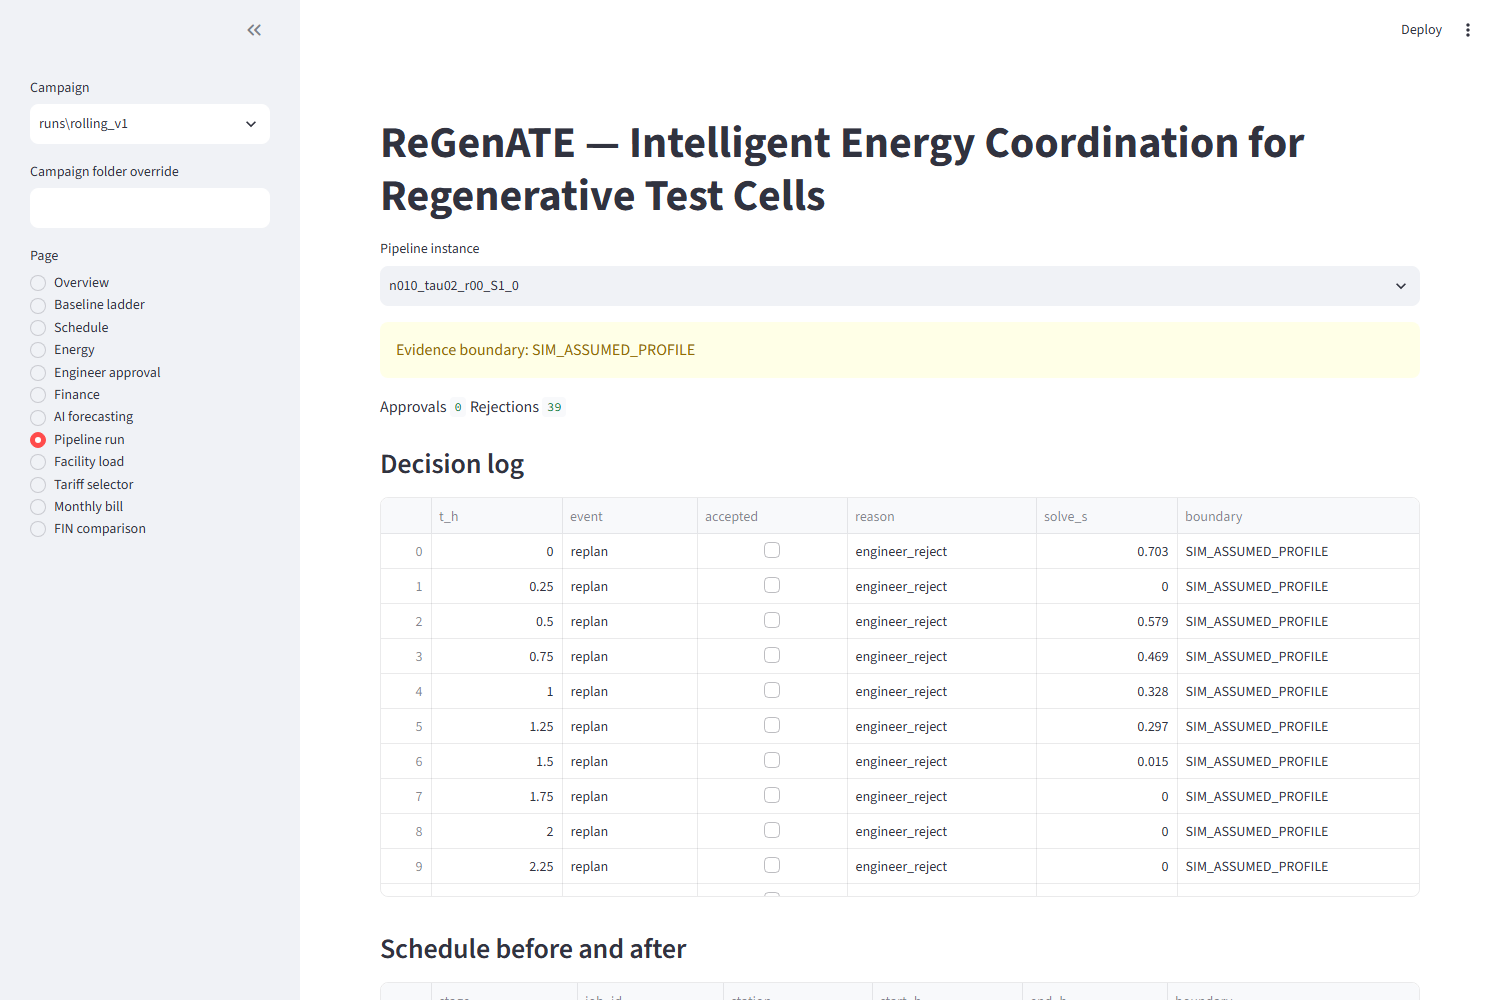 Deploy
Campaign
runs\rolling_v1
Campaign folder override
Page
Overview
Baseline ladder
Schedule
Energy
Engineer approval
Finance
AI forecasting
Pipeline run
Facility load
Tariff selector
Monthly bill
FIN comparison
ReGenATE — Intelligent Energy Coordination for
Regenerative Test Cells
Pipeline instance
n010_tau02_r00_S1_0
Evidence boundary: SIM_ASSUMED_PROFILE
Approvals 0 Rejections 39
Decision log
t_h event accepted reason solve_s boundary
0 0 replan engineer_reject 0.703 SIM_ASSUMED_PROFILE
1 0.25 replan engineer_reject 0 SIM_ASSUMED_PROFILE
2 0.5 replan engineer_reject 0.579 SIM_ASSUMED_PROFILE
3 0.75 replan engineer_reject 0.469 SIM_ASSUMED_PROFILE
4 1 replan engineer_reject 0.328 SIM_ASSUMED_PROFILE
5 1.25 replan engineer_reject 0.297 SIM_ASSUMED_PROFILE
6 1.5 replan engineer_reject 0.015 SIM_ASSUMED_PROFILE
7 1.75 replan engineer_reject 0 SIM_ASSUMED_PROFILE
8 2 replan engineer_reject 0 SIM_ASSUMED_PROFILE
9 2.25 replan engineer_reject 0 SIM_ASSUMED_PROFILE
Schedule before and after
stage job_id station start_h end_h boundary